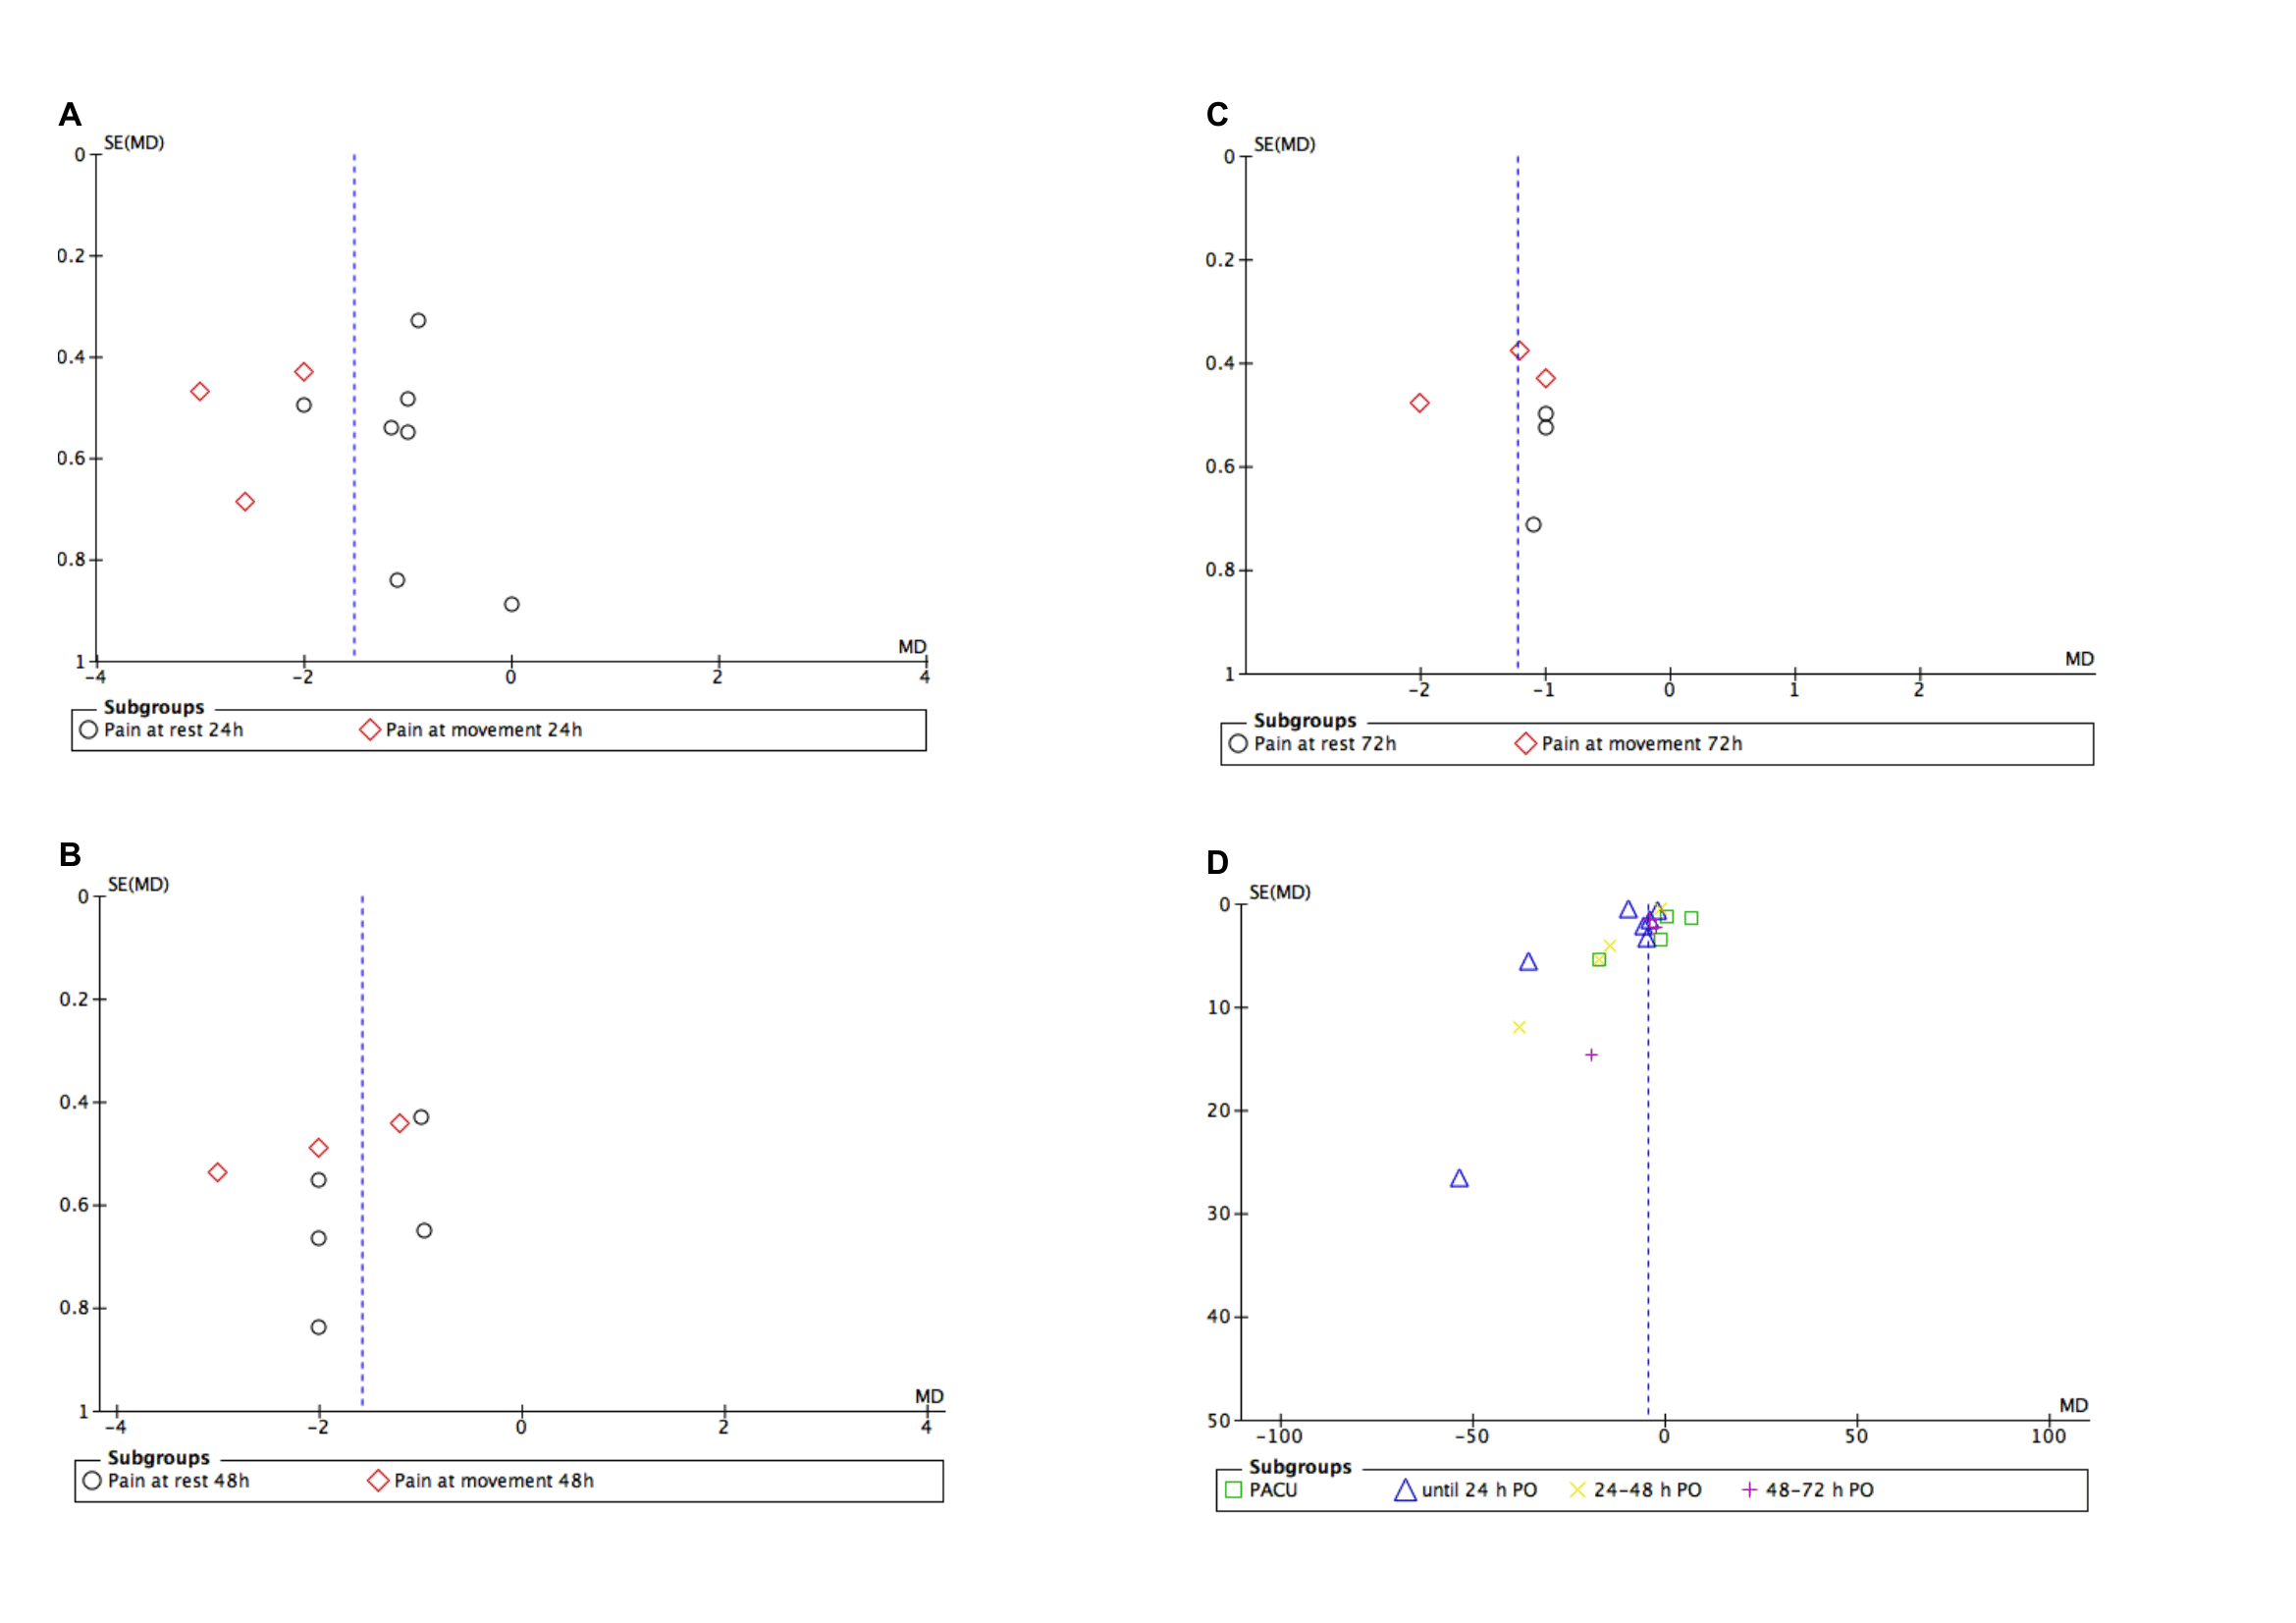 A
SE(MD)
0
0.2
0.4
0.6
0.8
1
MD
−4 −2 0 2 4
Subgroups
Pain at rest 24h Pain at movement 24h
C
SE(MD)
0
0.2
0.4
0.6
0.8
1
MD
−2 −1 0 1 2
Subgroups
Pain at rest 72h Pain at movement 72h
B
SE(MD)
0
0.2
0.4
0.6
0.8
1
MD
−4 −2 0 2 4
Subgroups
Pain at rest 48h Pain at movement 48h
D
SE(MD)
0
10
20
30
40
50
MD
−100 −50 0 50 100
Subgroups
PACU until 24 h PO 24−48 h PO 48−72 h PO